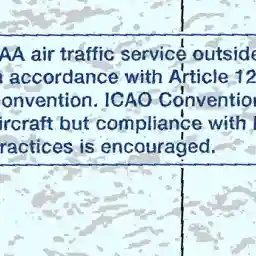 AA air traffic service outside
accordance with Article 12
onvention. ICAO Convention
ircraft but compliance with
ractices is encouraged.